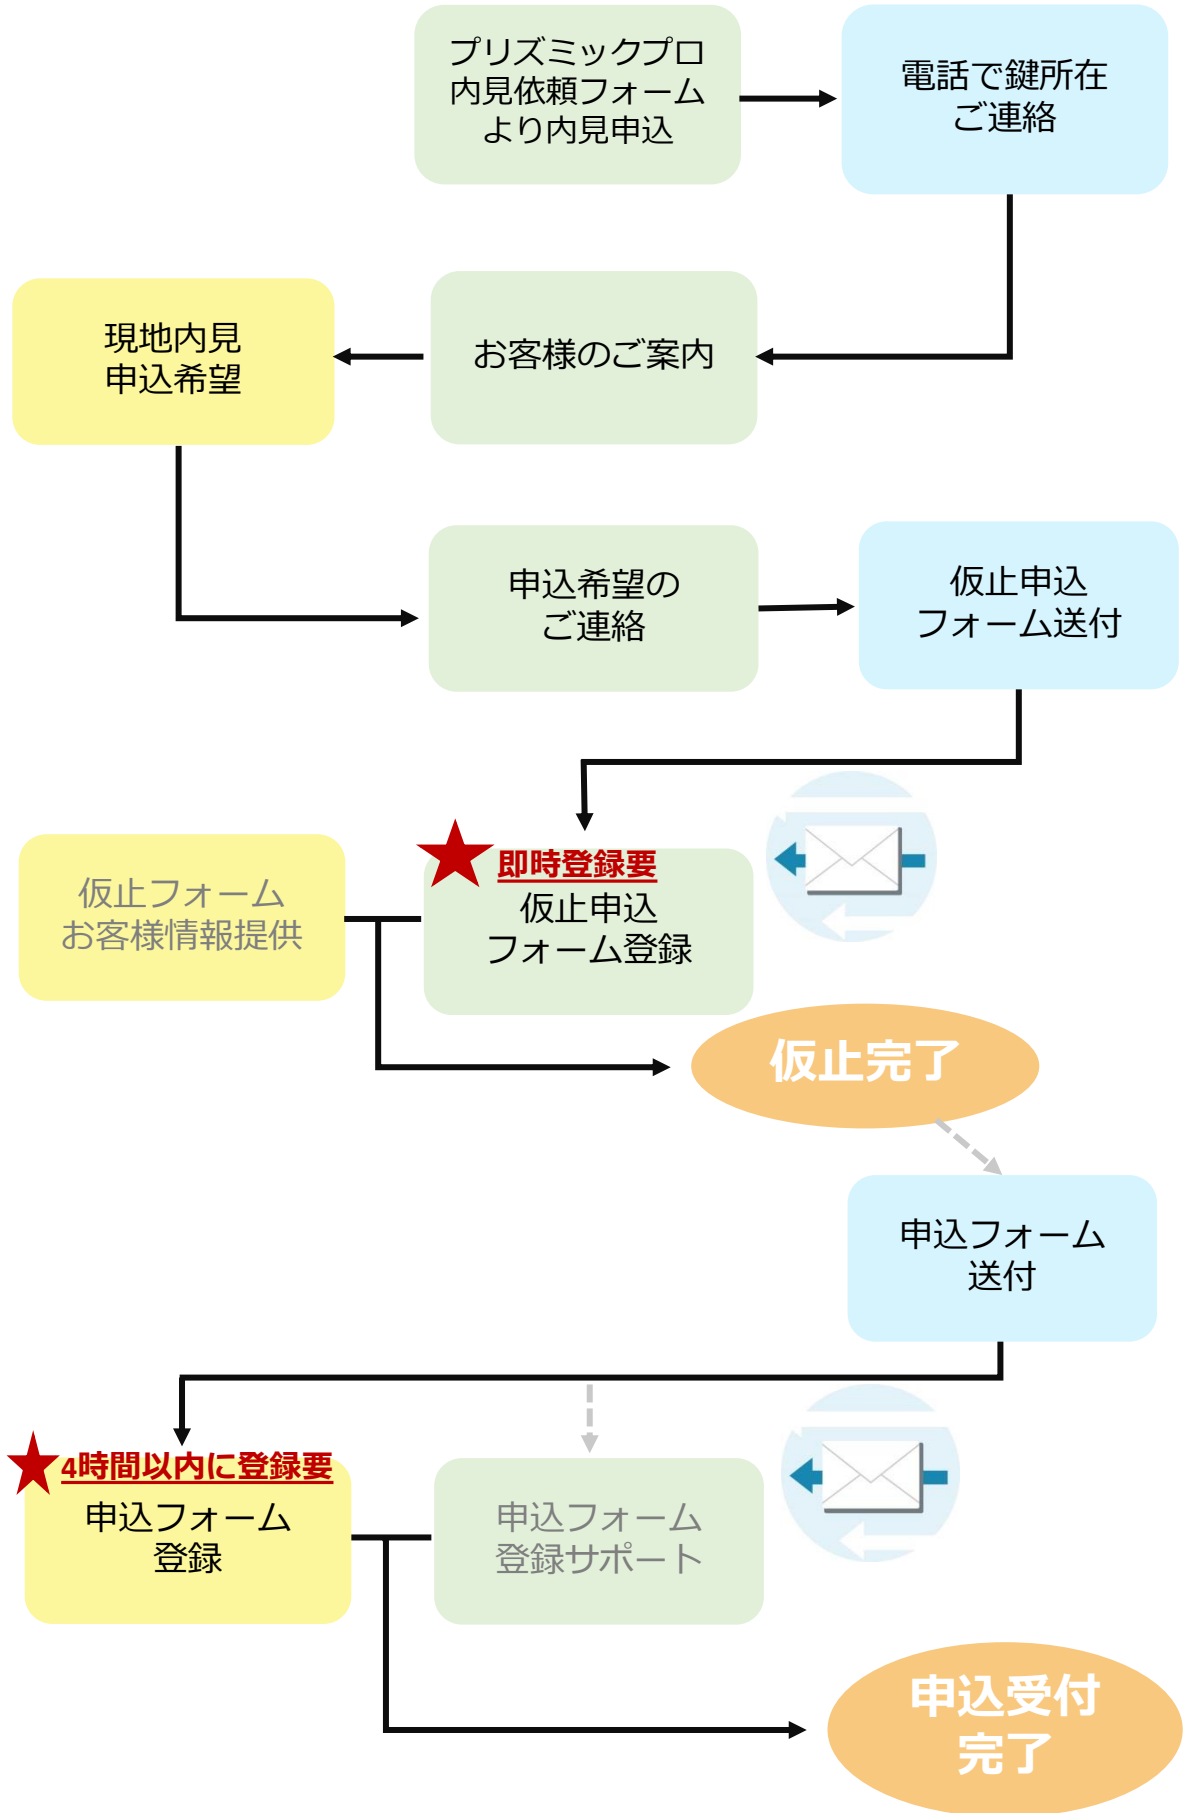 プリズミックプロ
内見依頼フォーム
より内見申込
電話で鍵所在
ご連絡
現地内見
申込希望
お客様のご案内
申込希望の
ご連絡
仮止申込
フォーム送付
仮止フォーム
お客様情報提供
即時登録要
仮止申込
フォーム登録
仮止完了
申込フォーム
送付
4時間以内に登録要
申込フォーム
登録
申込フォーム
登録サポート
申込受付
完了